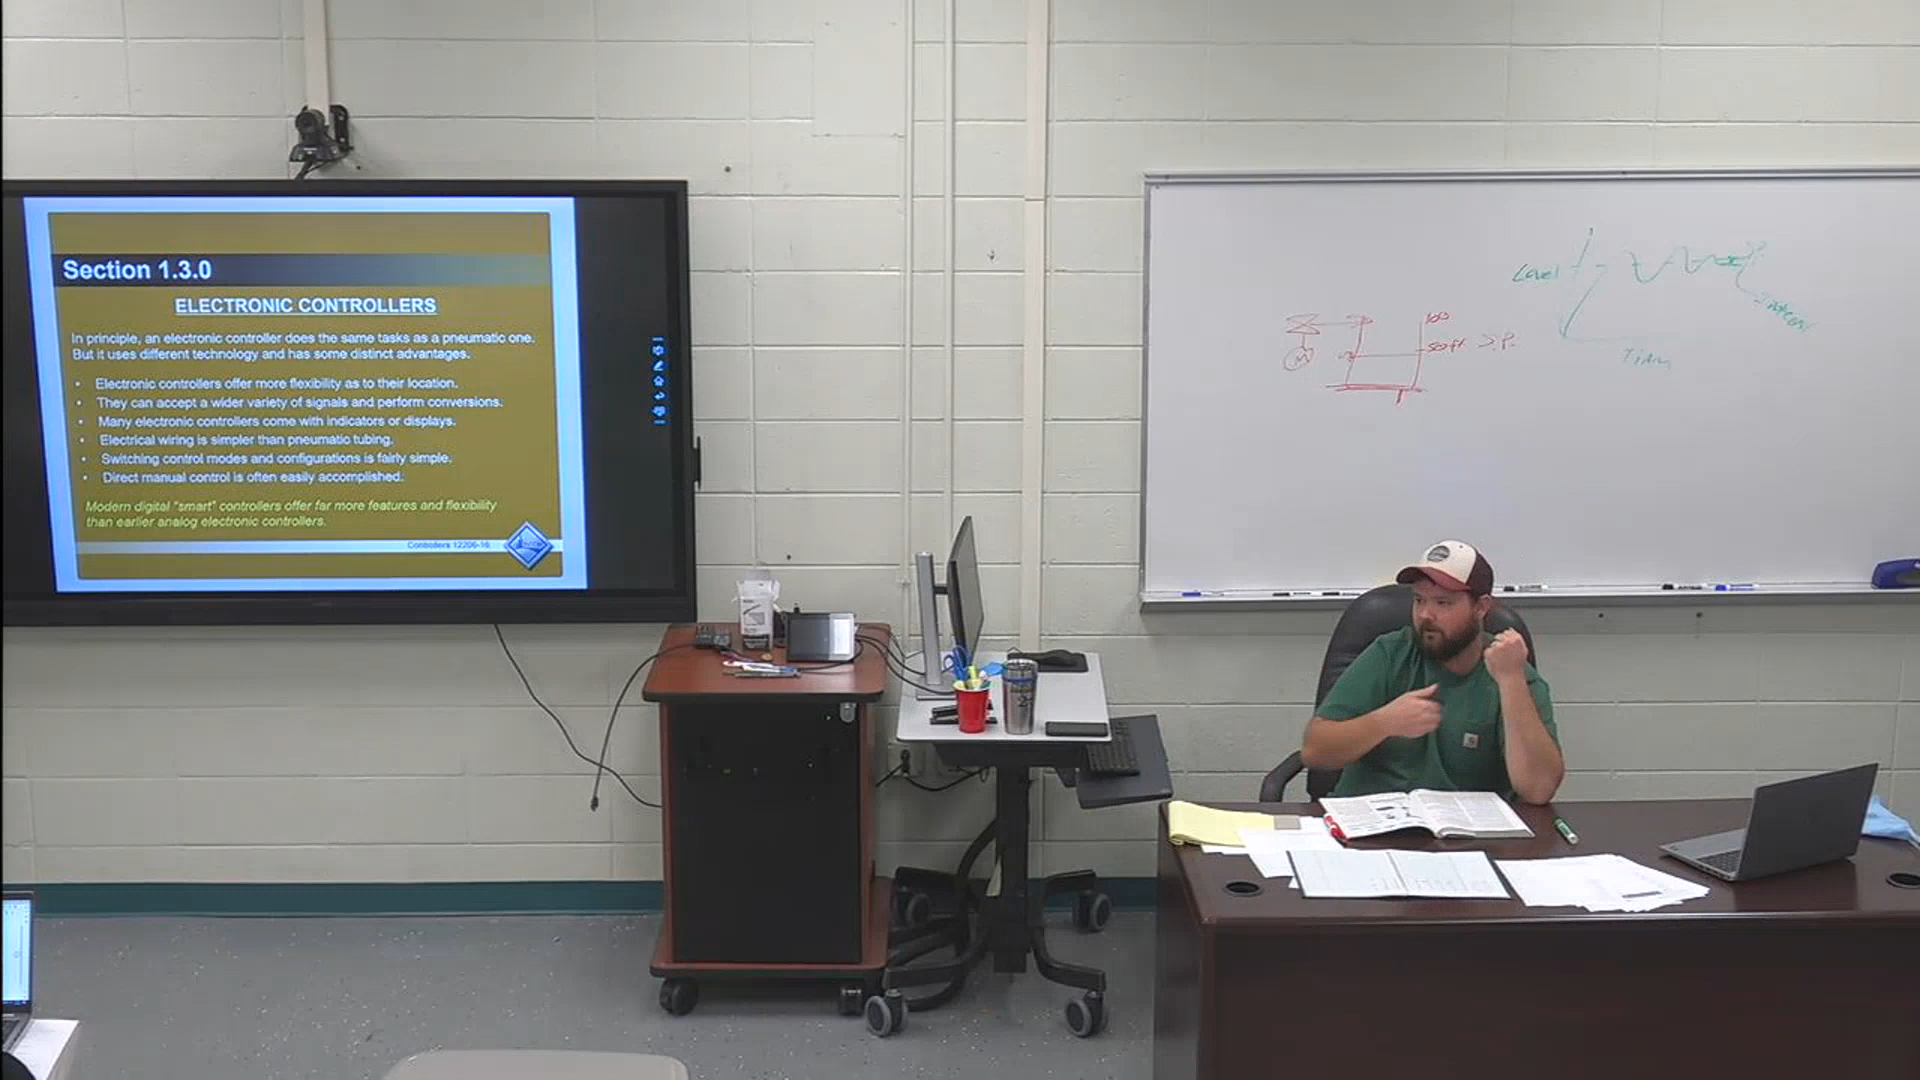 Section 1.3.0
ELECTRONIC CONTROLLERS
In principle, an electronic controller does the same tasks as a pneumatic one.
But it uses different technology and has some distinct advantages.
• Electronic controllers offer more flexibility as to their location.
• They can accept a wider variety of signals and perform conversions.
• Many electronic controllers come with indicators or displays.
• Electrical wiring is simpler than pneumatic tubing.
• Switching control modes and configurations is fairly simple.
• Direct manual control is often easily accomplished.
Modern digital "smart" controllers offer far more features and flexibility
than earlier analog electronic controllers.
Controllers 12206-16
Level
S.P.
Time
100
50% S.P.
M